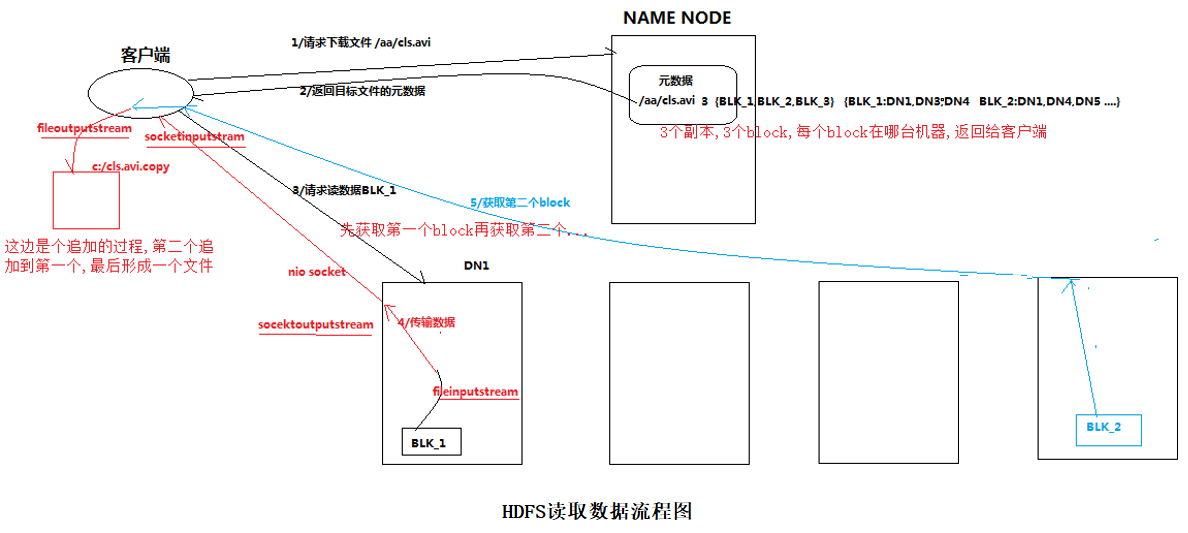 NAME NODE
客户端
1/请求下载文件 /aa/cls.avi
元数据
2/返回目标文件的元数据
/aa/cls.avi 3 {BLK_1,BLK_2,BLK_3} {BLK_1:DN1,DN3;DN4 BLK_2:DN1,DN4,DN5 ....}
3个副本,3个block,每个block在哪台机器,返回给客户端
fileoutputstream
socketinputstram
c:/cls.avi.copy
3/请求读数据BLK_1
5/获取第二个block
先获取第一个block再获取第二个...
这边是个追加的过程,第二个追
加到第一个,最后形成一个文件
nio socket
DN1
socektoutputstream
4/传输数据
fileinputstream
BLK_1
BLK_2
HDFS读取数据流程图